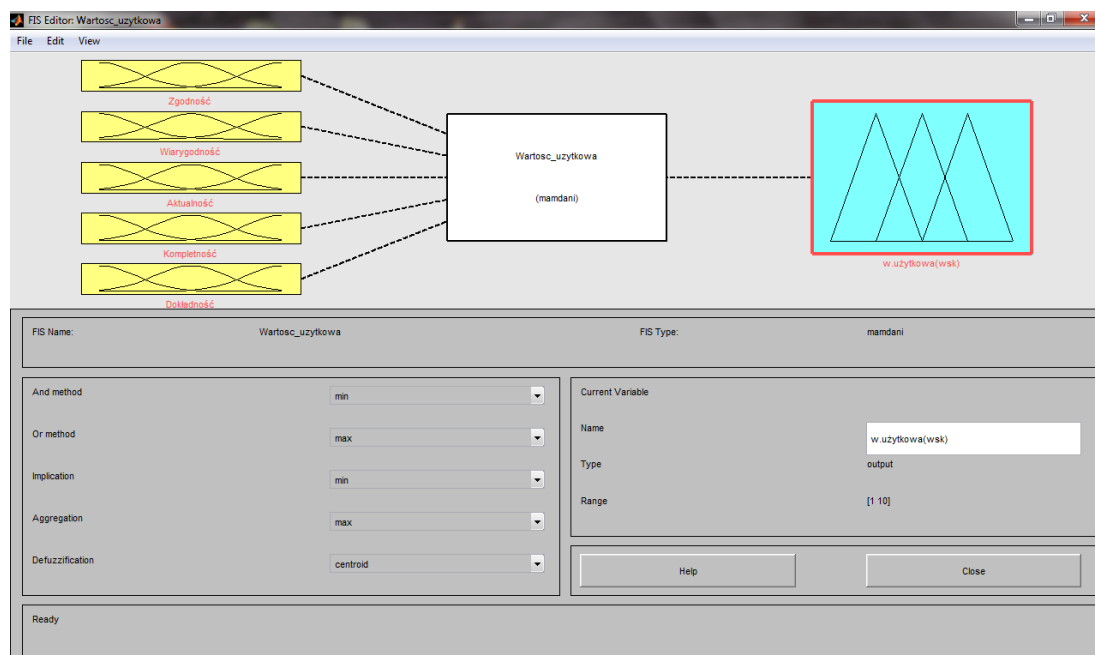 FIS Editor: Wartosc_uzytkowa
File Edit View
Zgodność
Wiarygodność
Aktualność
Kompletność
Dokładność
Wartosc_uzytkowa
(mamdani)
w.użytkowa(wsk)
FIS Name: Wartosc_uzytkowa FIS Type: mamdani
And method min
Or method max
Implication min
Aggregation max
Defuzzification centroid
Current Variable
Name w.użytkowa(wsk)
Type output
Range [1 10]
Help Close
Ready